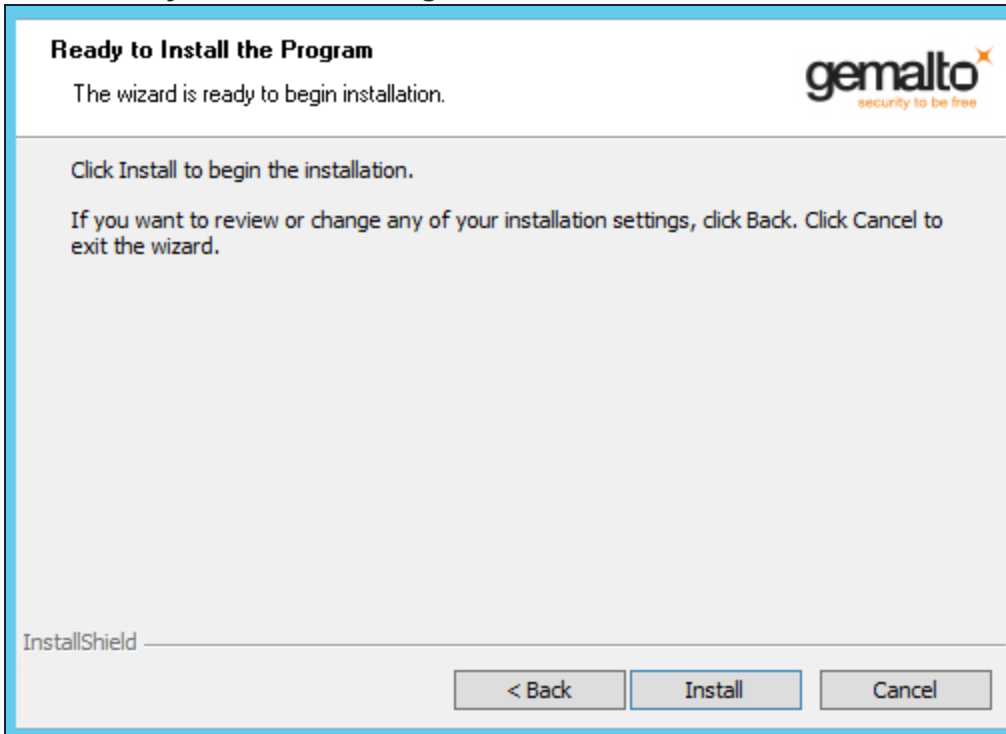 Ready to Install the Program
The wizard is ready to begin installation.
gemalto
security to be free
Click Install to begin the installation.
If you want to review or change any of your installation settings, click Back. Click Cancel to
exit the wizard.
InstallShield
< Back
Install
Cancel